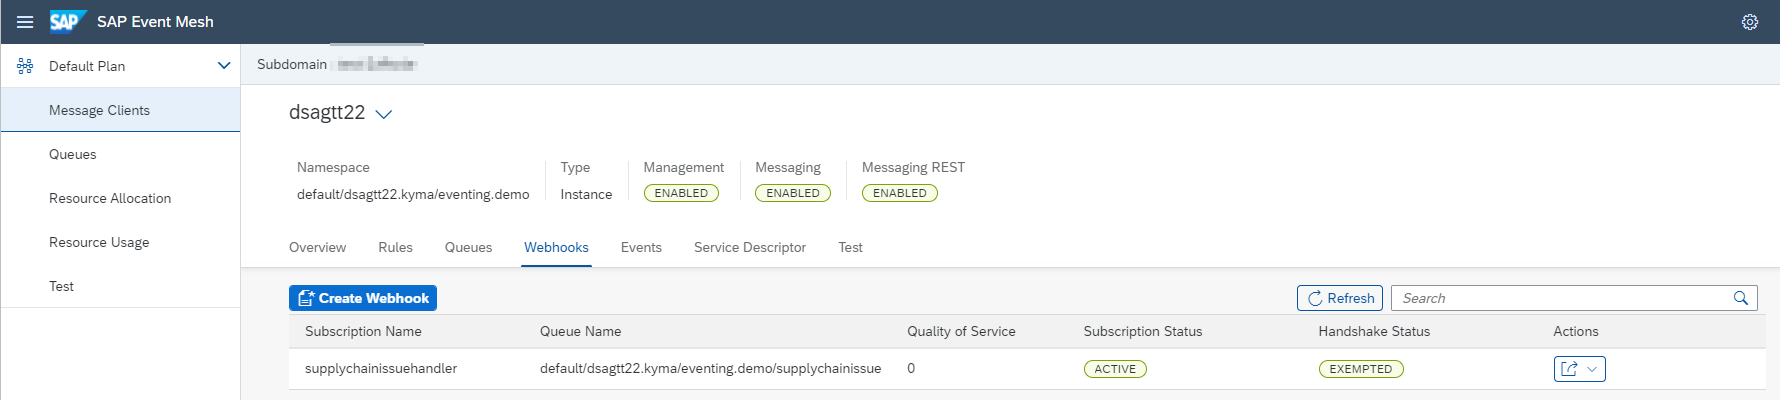 SAP SAP Event Mesh
Default Plan
Message Clients
Queues
Resource Allocation
Resource Usage
Test
Subdomain
dsagtt22
Namespace Type Management Messaging Messaging REST
default/dsagtt22.kyma/eventing.demo Instance ENABLED ENABLED ENABLED
Overview Rules Queues Webhooks Events Service Descriptor Test
Create Webhook Refresh Search
Subscription Name Queue Name Quality of Service Subscription Status Handshake Status Actions
supplychainissuehandler default/dsagtt22.kyma/eventing.demo/supplychainissue 0 ACTIVE EXEMPTED